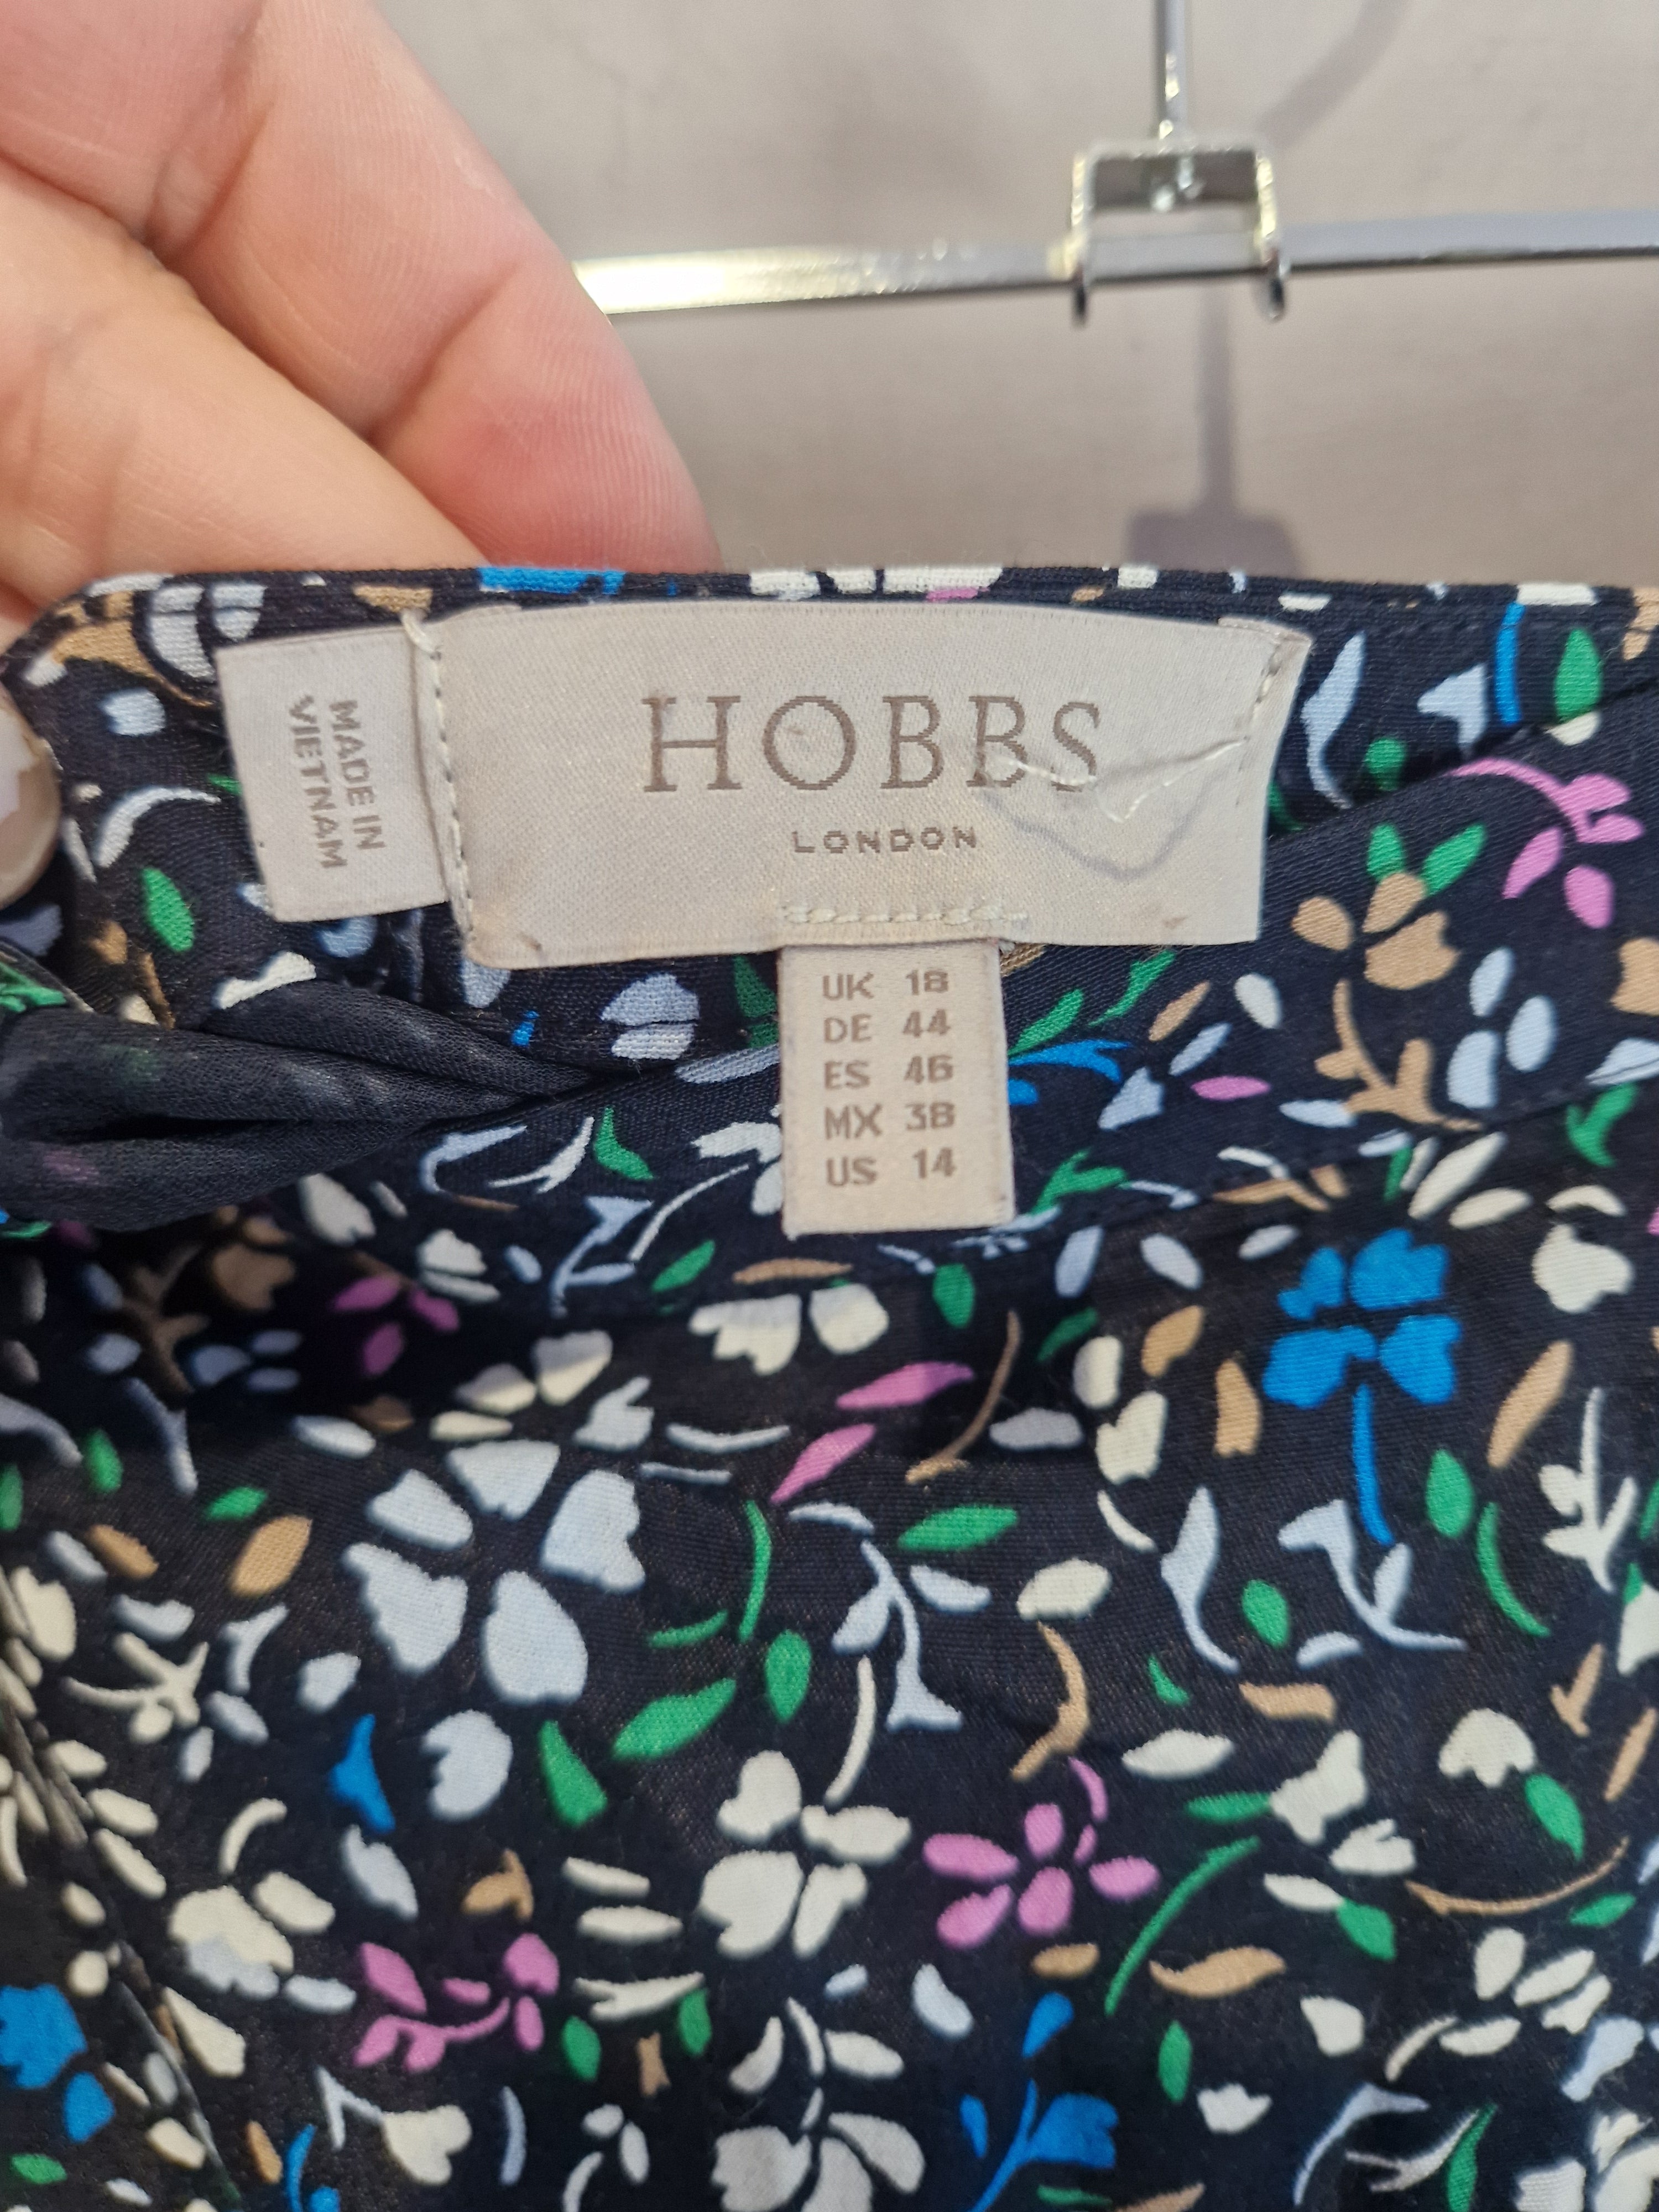 MADE IN
VIETNAM
HOBBS
LONDON
UK 18
DE 44
ES 46
MX 38
US 14